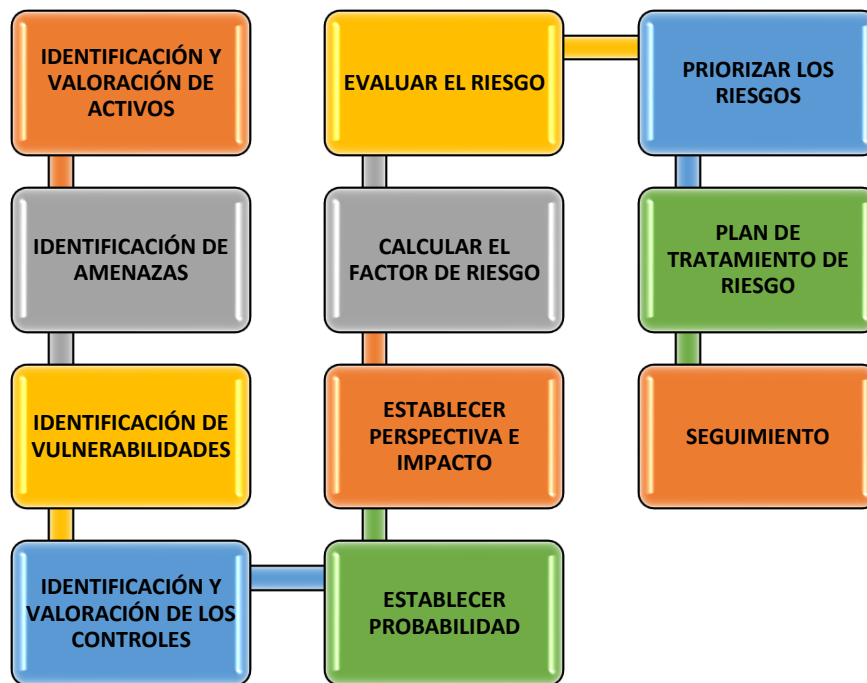 IDENTIFICACIÓN Y
VALORACIÓN DE
ACTIVOS
IDENTIFICACIÓN DE
AMENAZAS
IDENTIFICACIÓN DE
VULNERABILIDADES
IDENTIFICACIÓN Y
VALORACIÓN DE LOS
CONTROLES
ESTABLECER
PROBABILIDAD
ESTABLECER
PERSPECTIVA E
IMPACTO
CALCULAR EL
FACTOR DE RIESGO
EVALUAR EL RIESGO
PRIORIZAR LOS
RIESGOS
PLAN DE
TRATAMIENTO DE
RIESGO
SEGUIMIENTO